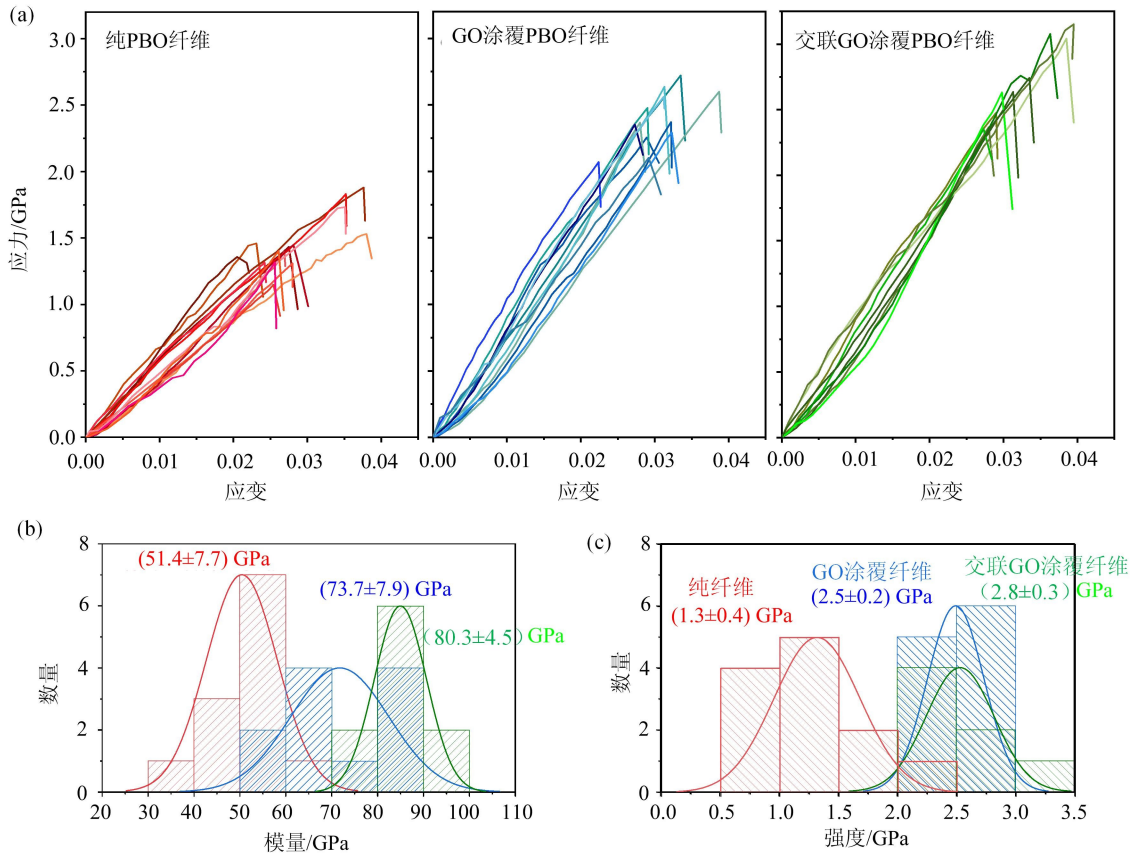 (a)
纯PBO纤维
GO涂覆PBO纤维
交联GO涂覆PBO纤维
应力/GPa
3.0
2.5
2.0
1.5
1.0
0.5
0.0
0.00 0.01 0.02 0.03 0.04
0.00 0.01 0.02 0.03 0.04
0.00 0.01 0.02 0.03 0.04
应变
应变
应变
(b)
(51.4±7.7) GPa
(73.7±7.9) GPa
（80.3±4.5）GPa
数量
8
6
4
2
0
20 30 40 50 60 70 80 90 100 110
模量/GPa
(c)
纯纤维
(1.3±0.4) GPa
GO涂覆纤维
(2.5±0.2) GPa
交联GO涂覆纤维
（2.8±0.3）GPa
数量
8
6
4
2
0
0.0 0.5 1.0 1.5 2.0 2.5 3.0 3.5
强度/GPa